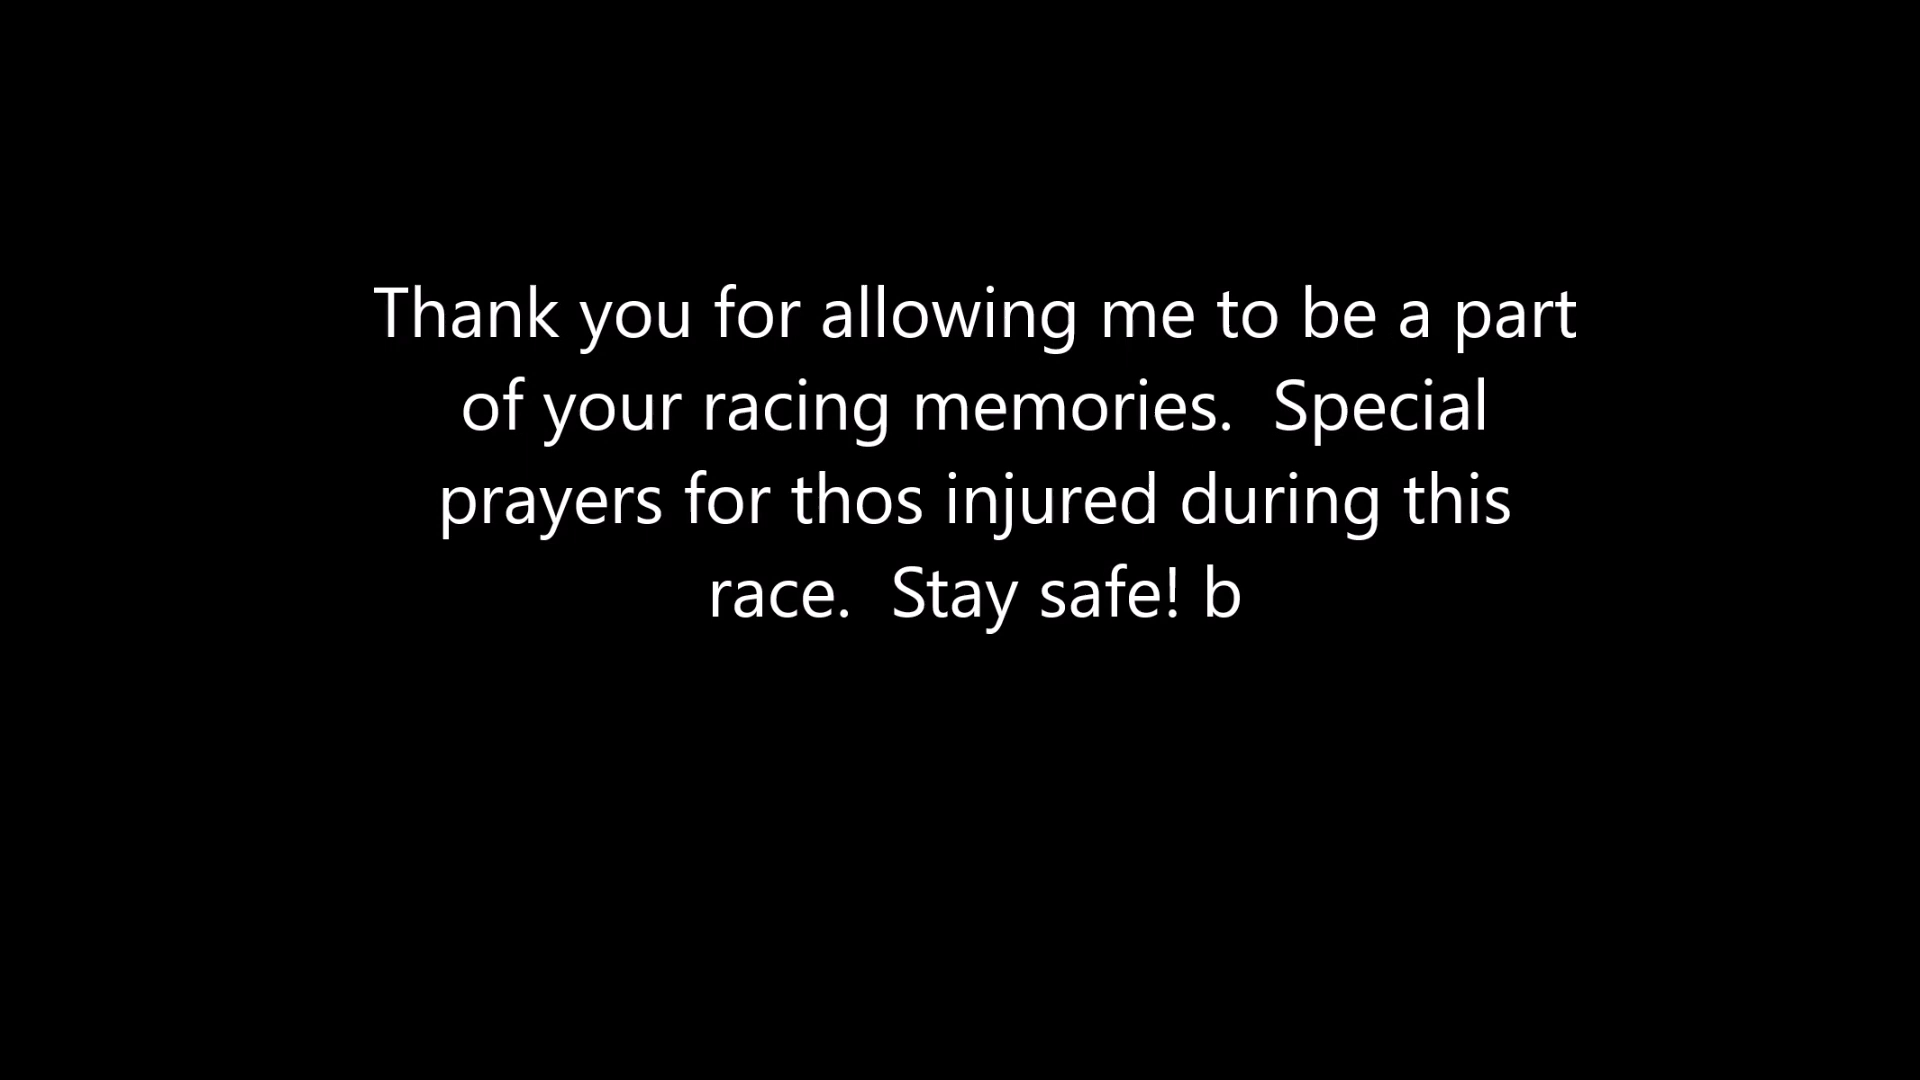 Thank you for allowing me to be a part
of your racing memories.  Special
prayers for thos injured during this
race.  Stay safe! b